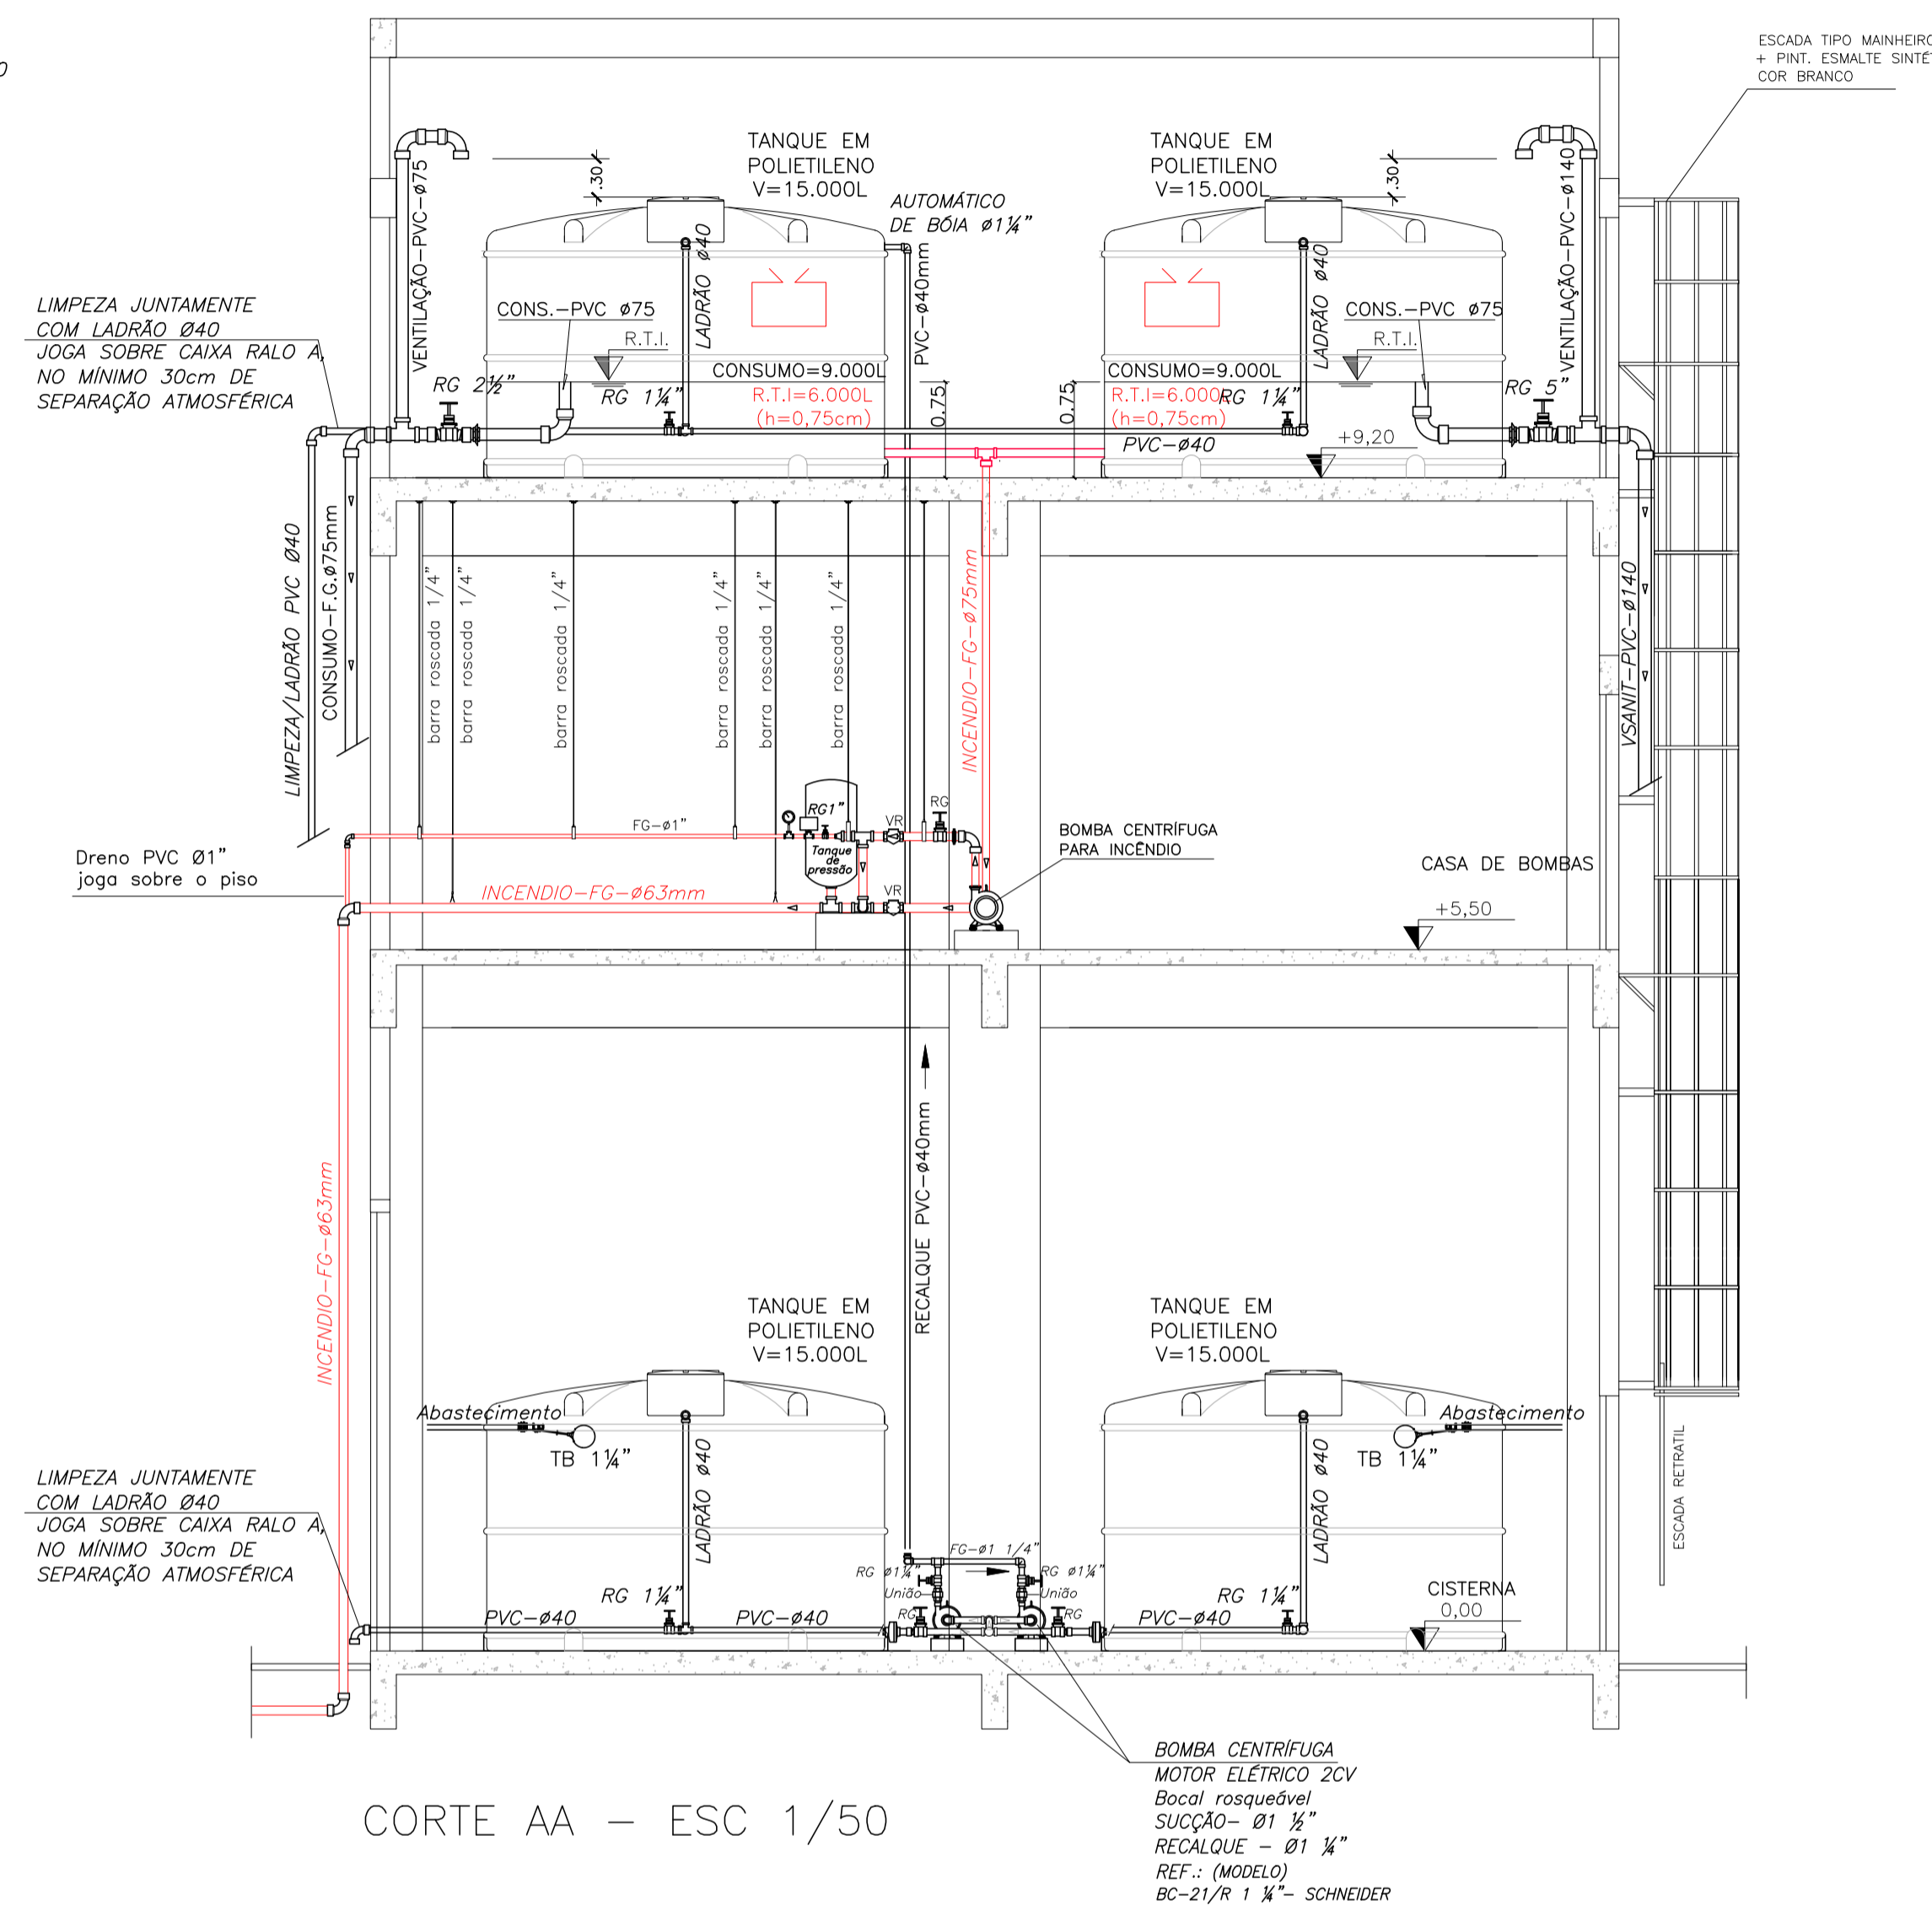 ESCADA TIPO MAINHEIRO
+ PINT. ESMALTE SINTÉT
COR BRANCO
TANQUE EM
POLIETILENO
V=15.000L
TANQUE EM
POLIETILENO
V=15.000L
.30
.30
AUTOMÁTICO
DE BÓIA ø1¼”
VENTILAÇÃO-PVC-ø75
VENTILAÇÃO-PVC-ø140
LADRÃO ø40
LADRÃO ø40
PVC-ø40mm
LIMPEZA JUNTAMENTE
COM LADRÃO Ø40
JOGA SOBRE CAIXA RALO A,
NO MÍNIMO 30cm DE
SEPARAÇÃO ATMOSFÉRICA
CONS.-PVC ø75
R.T.I.
CONS.-PVC ø75
R.T.I.
CONSUMO=9.000L
R.T.I=6.000L
(h=0,75cm)
CONSUMO=9.000L
R.T.I=6.000L
(h=0,75cm)
RG 2½”
RG 1¼”
RG 1¼”
RG 5”
0.75
0.75
PVC-ø40
+9,20
LIMPEZA/LADRÃO PVC Ø40
CONSUMO-F.G.ø75mm
barra roscada 1/4”
barra roscada 1/4”
barra roscada 1/4”
barra roscada 1/4”
barra roscada 1/4”
barra roscada 1/4”
INCENDIO-FG-ø75mm
VSANIT-PVC-ø140
FG-ø1”
RG1”
VR
RG
Tanque
de
pressão
BOMBA CENTRÍFUGA
PARA INCÊNDIO
CASA DE BOMBAS
Dreno PVC Ø1”
joga sobre o piso
INCENDIO-FG-ø63mm
VR
+5,50
RECALQUE PVC-ø40mm
INCENDIO-FG-ø63mm
TANQUE EM
POLIETILENO
V=15.000L
TANQUE EM
POLIETILENO
V=15.000L
Abastecimento
TB 1¼”
Abastecimento
TB 1¼”
LADRÃO ø40
LADRÃO ø40
ESCADA RETRATIL
LIMPEZA JUNTAMENTE
COM LADRÃO Ø40
JOGA SOBRE CAIXA RALO A,
NO MÍNIMO 30cm DE
SEPARAÇÃO ATMOSFÉRICA
FG-ø1 1/4”
RG ø1¼”
RG ø1¼”
União
União
RG
RG
RG 1¼”
RG 1¼”
PVC-ø40
PVC-ø40
PVC-ø40
CISTERNA
0,00
BOMBA CENTRÍFUGA
MOTOR ELÉTRICO 2CV
Bocal rosqueável
SUCÇÃO- Ø1 ½”
RECALQUE - Ø1 ¼”
REF.: (MODELO)
BC-21/R 1 ¼”- SCHNEIDER
CORTE AA - ESC 1/50